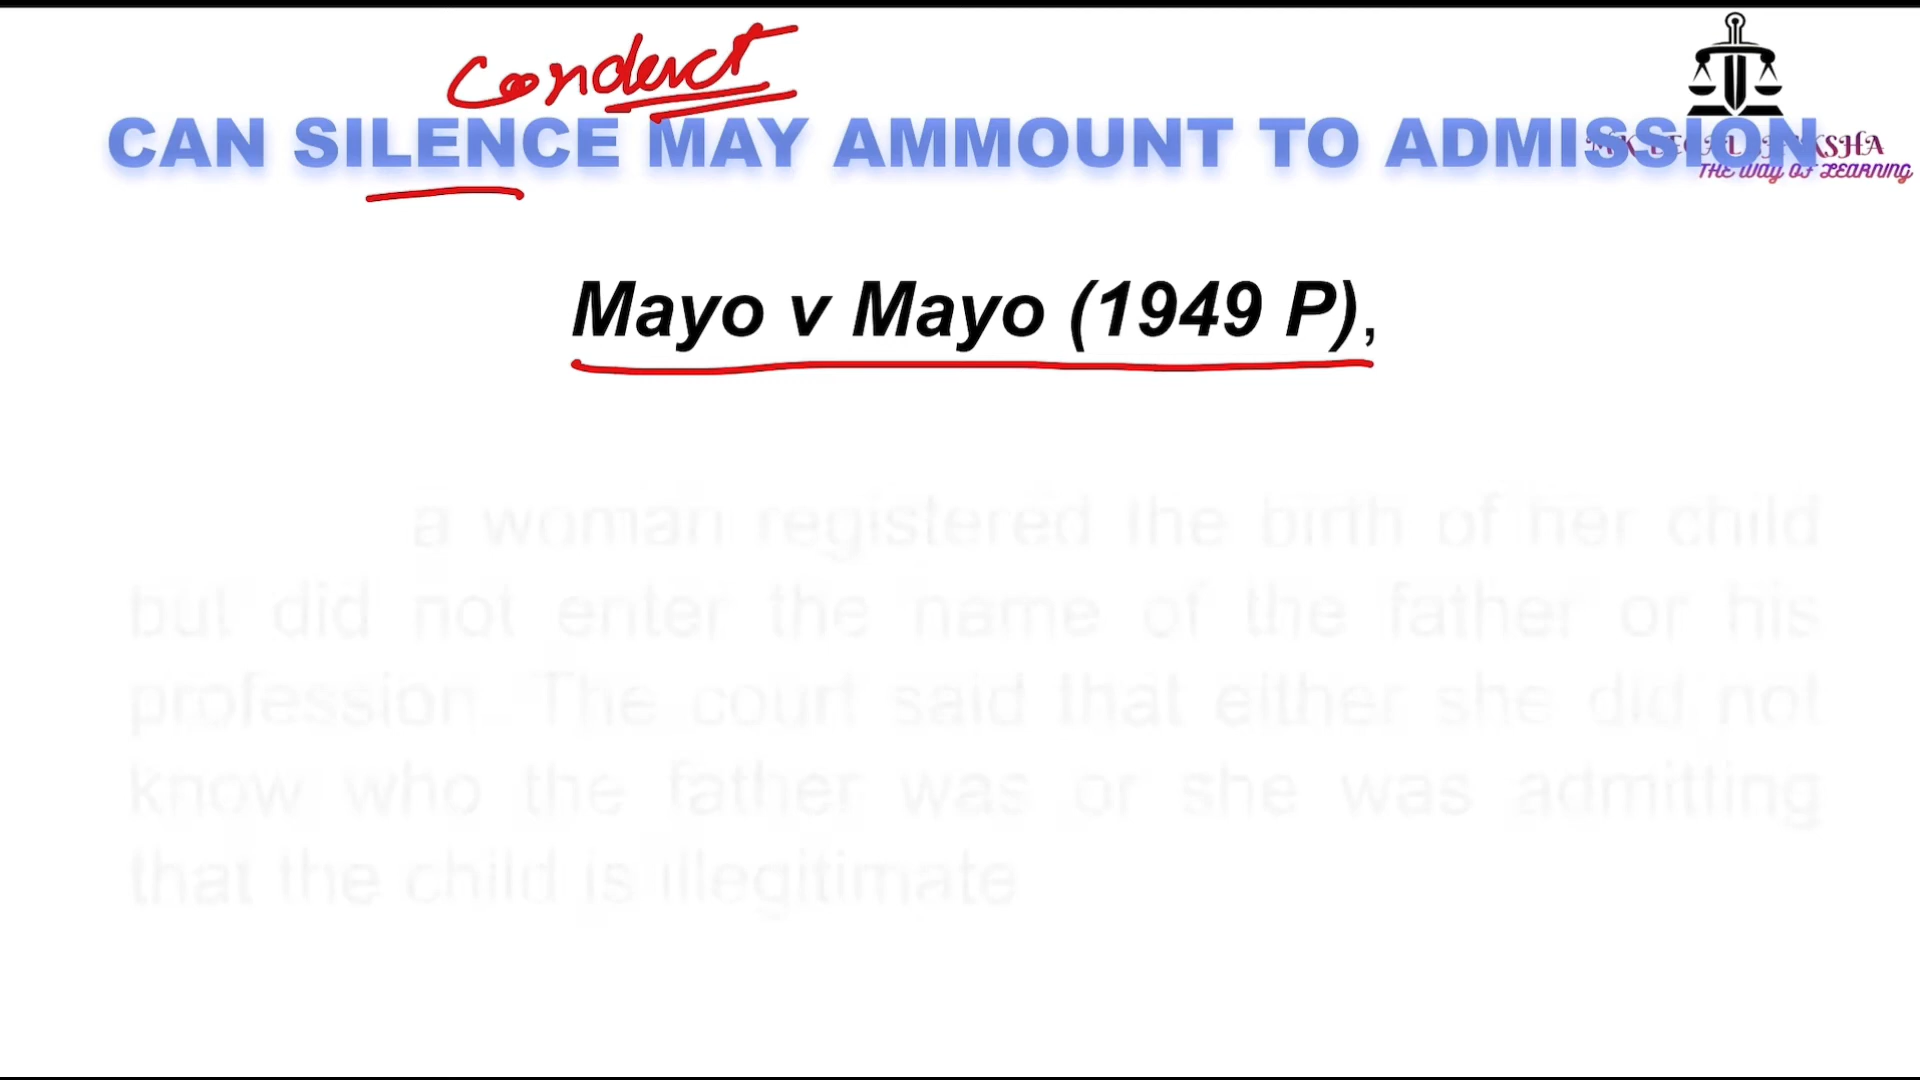 Conduct
CAN SILENCE MAY AMMOUNT TO ADMISSION
THE WAY OF LEARNING
Mayo v Mayo (1949 P),
a woman registered the birth of her child
but did not enter the name of the father or his
profession. The court said that either she did not
know who the father was or she was admitting
that the child is illegitimate